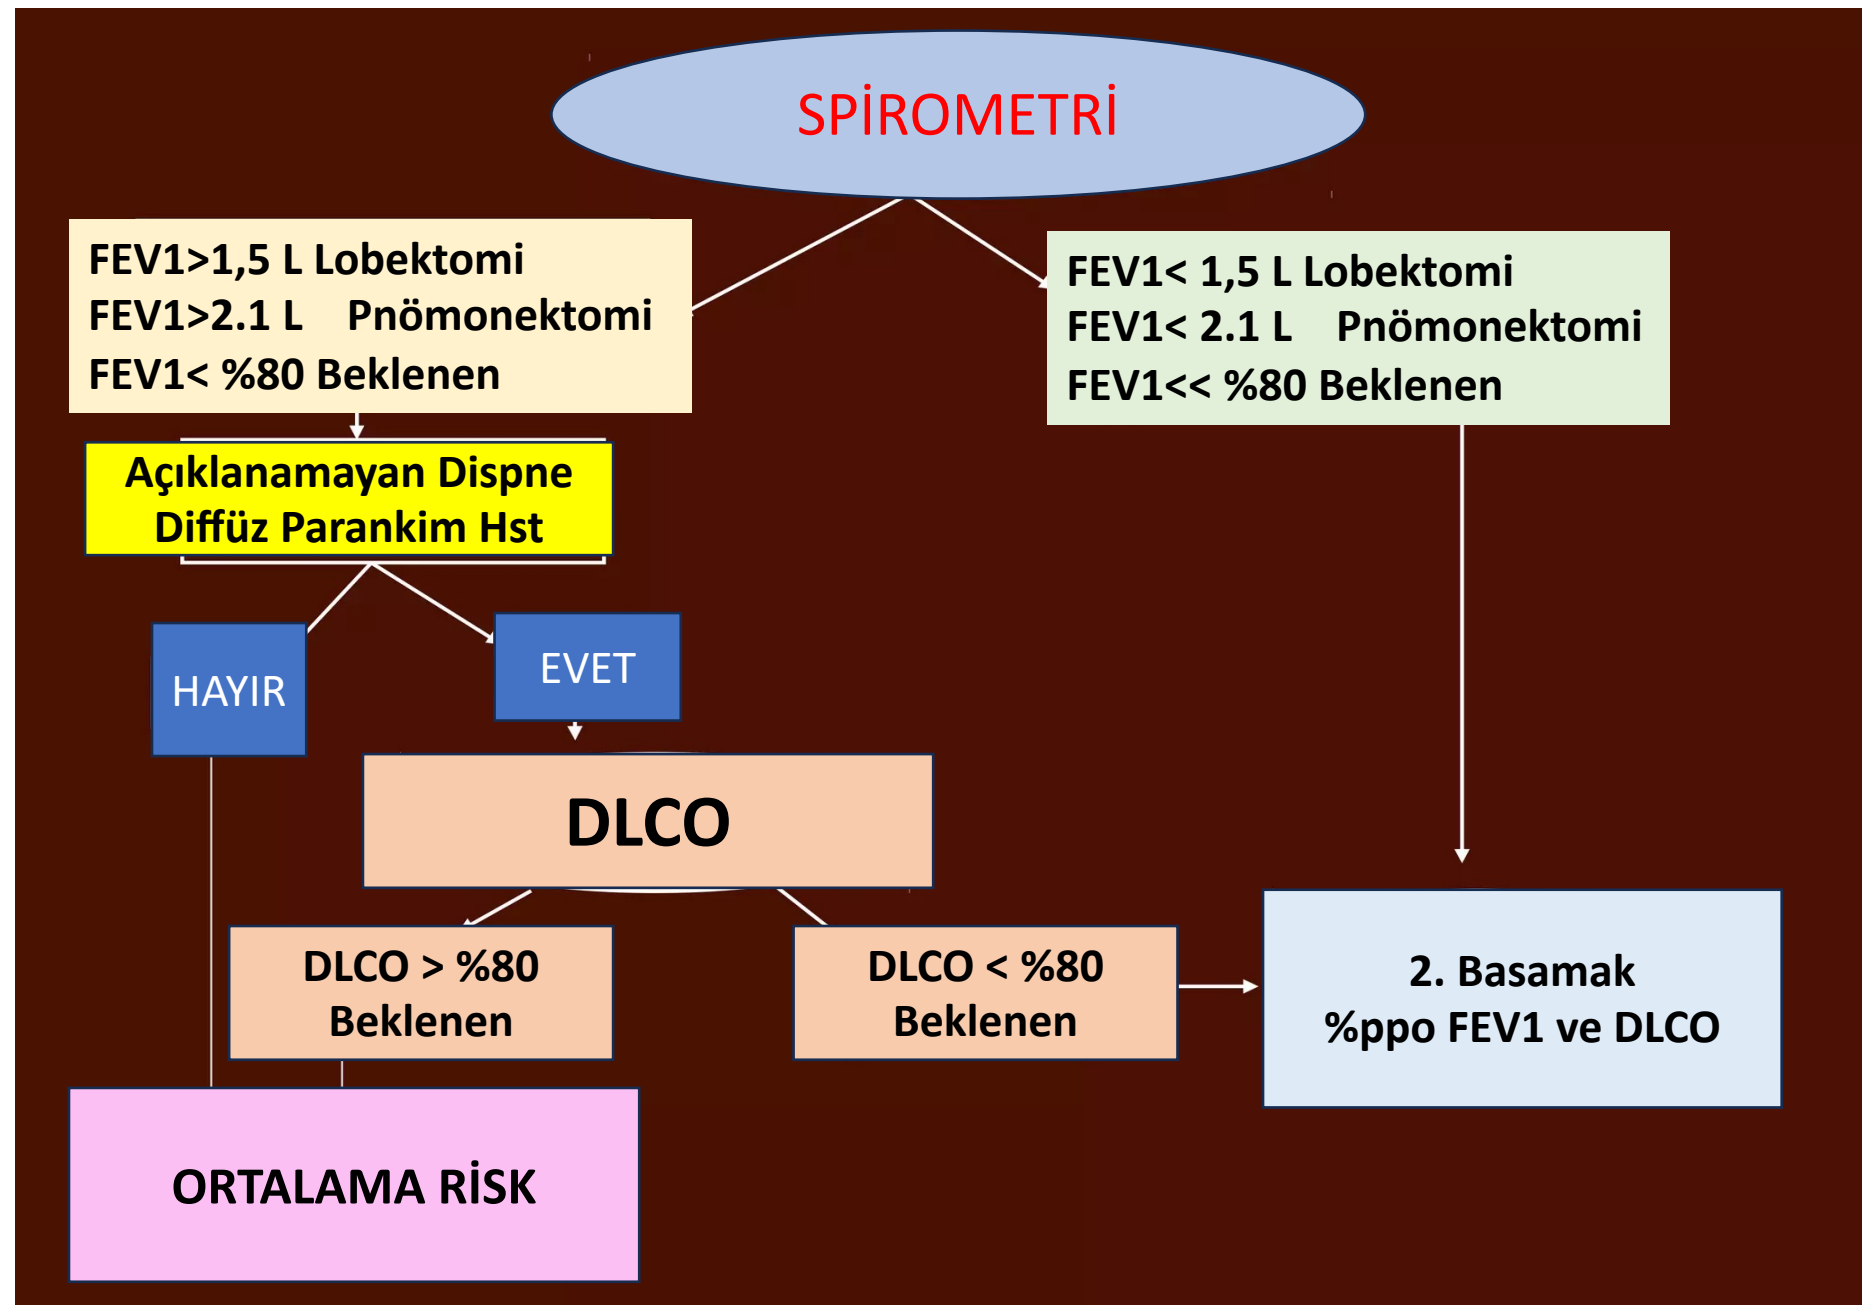 SPİROMETRİ
FEV1>1,5 L Lobektomi
FEV1>2.1 L Pnömonektomi
FEV1< %80 Beklenen
FEV1< 1,5 L Lobektomi
FEV1< 2.1 L Pnömonektomi
FEV1<< %80 Beklenen
Açıklanamayan Dispne
Diffüz Parankim Hst
HAYIR
EVET
DLCO
DLCO > %80
Beklenen
DLCO < %80
Beklenen
2. Basamak
%ppo FEV1 ve DLCO
ORTALAMA RİSK